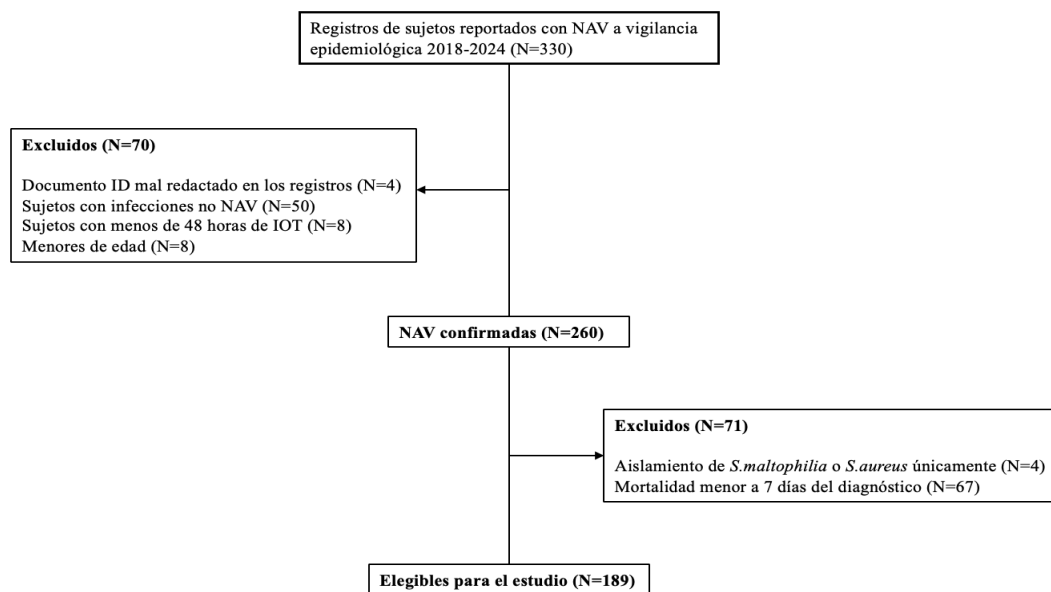 Registros de sujetos reportados con NAV a vigilancia
epidemiológica 2018-2024 (N=330)
Excluidos (N=70)
Documento ID mal redactado en los registros (N=4)
Sujetos con infecciones no NAV (N=50)
Sujetos con menos de 48 horas de IOT (N=8)
Menores de edad (N=8)
NAV confirmadas (N=260)
Excluidos (N=71)
Aislamiento de S.maltophilia o S.aureus únicamente (N=4)
Mortalidad menor a 7 días del diagnóstico (N=67)
Elegibles para el estudio (N=189)